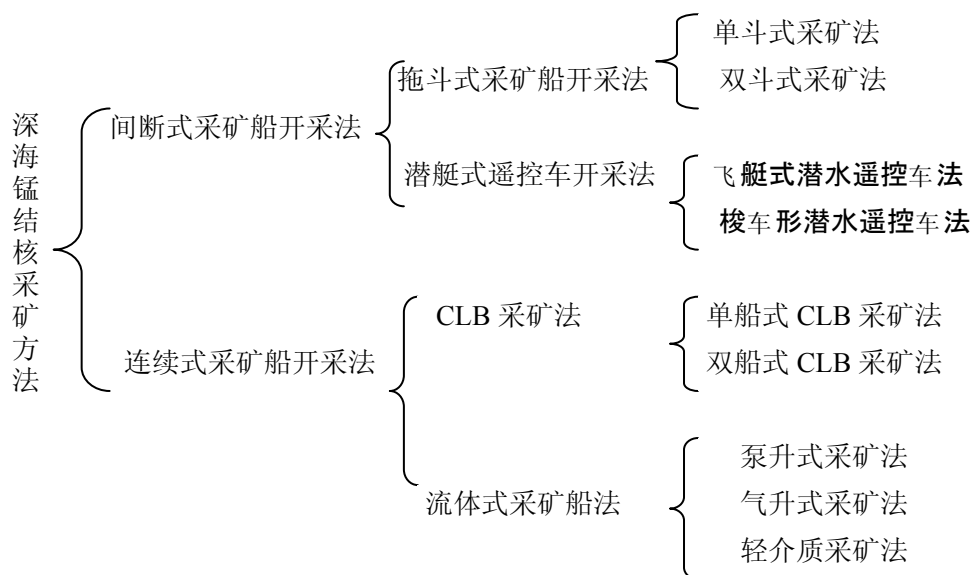 深海锰结核采矿方法
间断式采矿船开采法
拖斗式采矿船开采法
单斗式采矿法
双斗式采矿法
潜艇式遥控车开采法
飞艇式潜水遥控车法
梭车形潜水遥控车法
连续式采矿船开采法
CLB 采矿法
单船式 CLB 采矿法
双船式 CLB 采矿法
流体式采矿船法
泵升式采矿法
气升式采矿法
轻介质采矿法